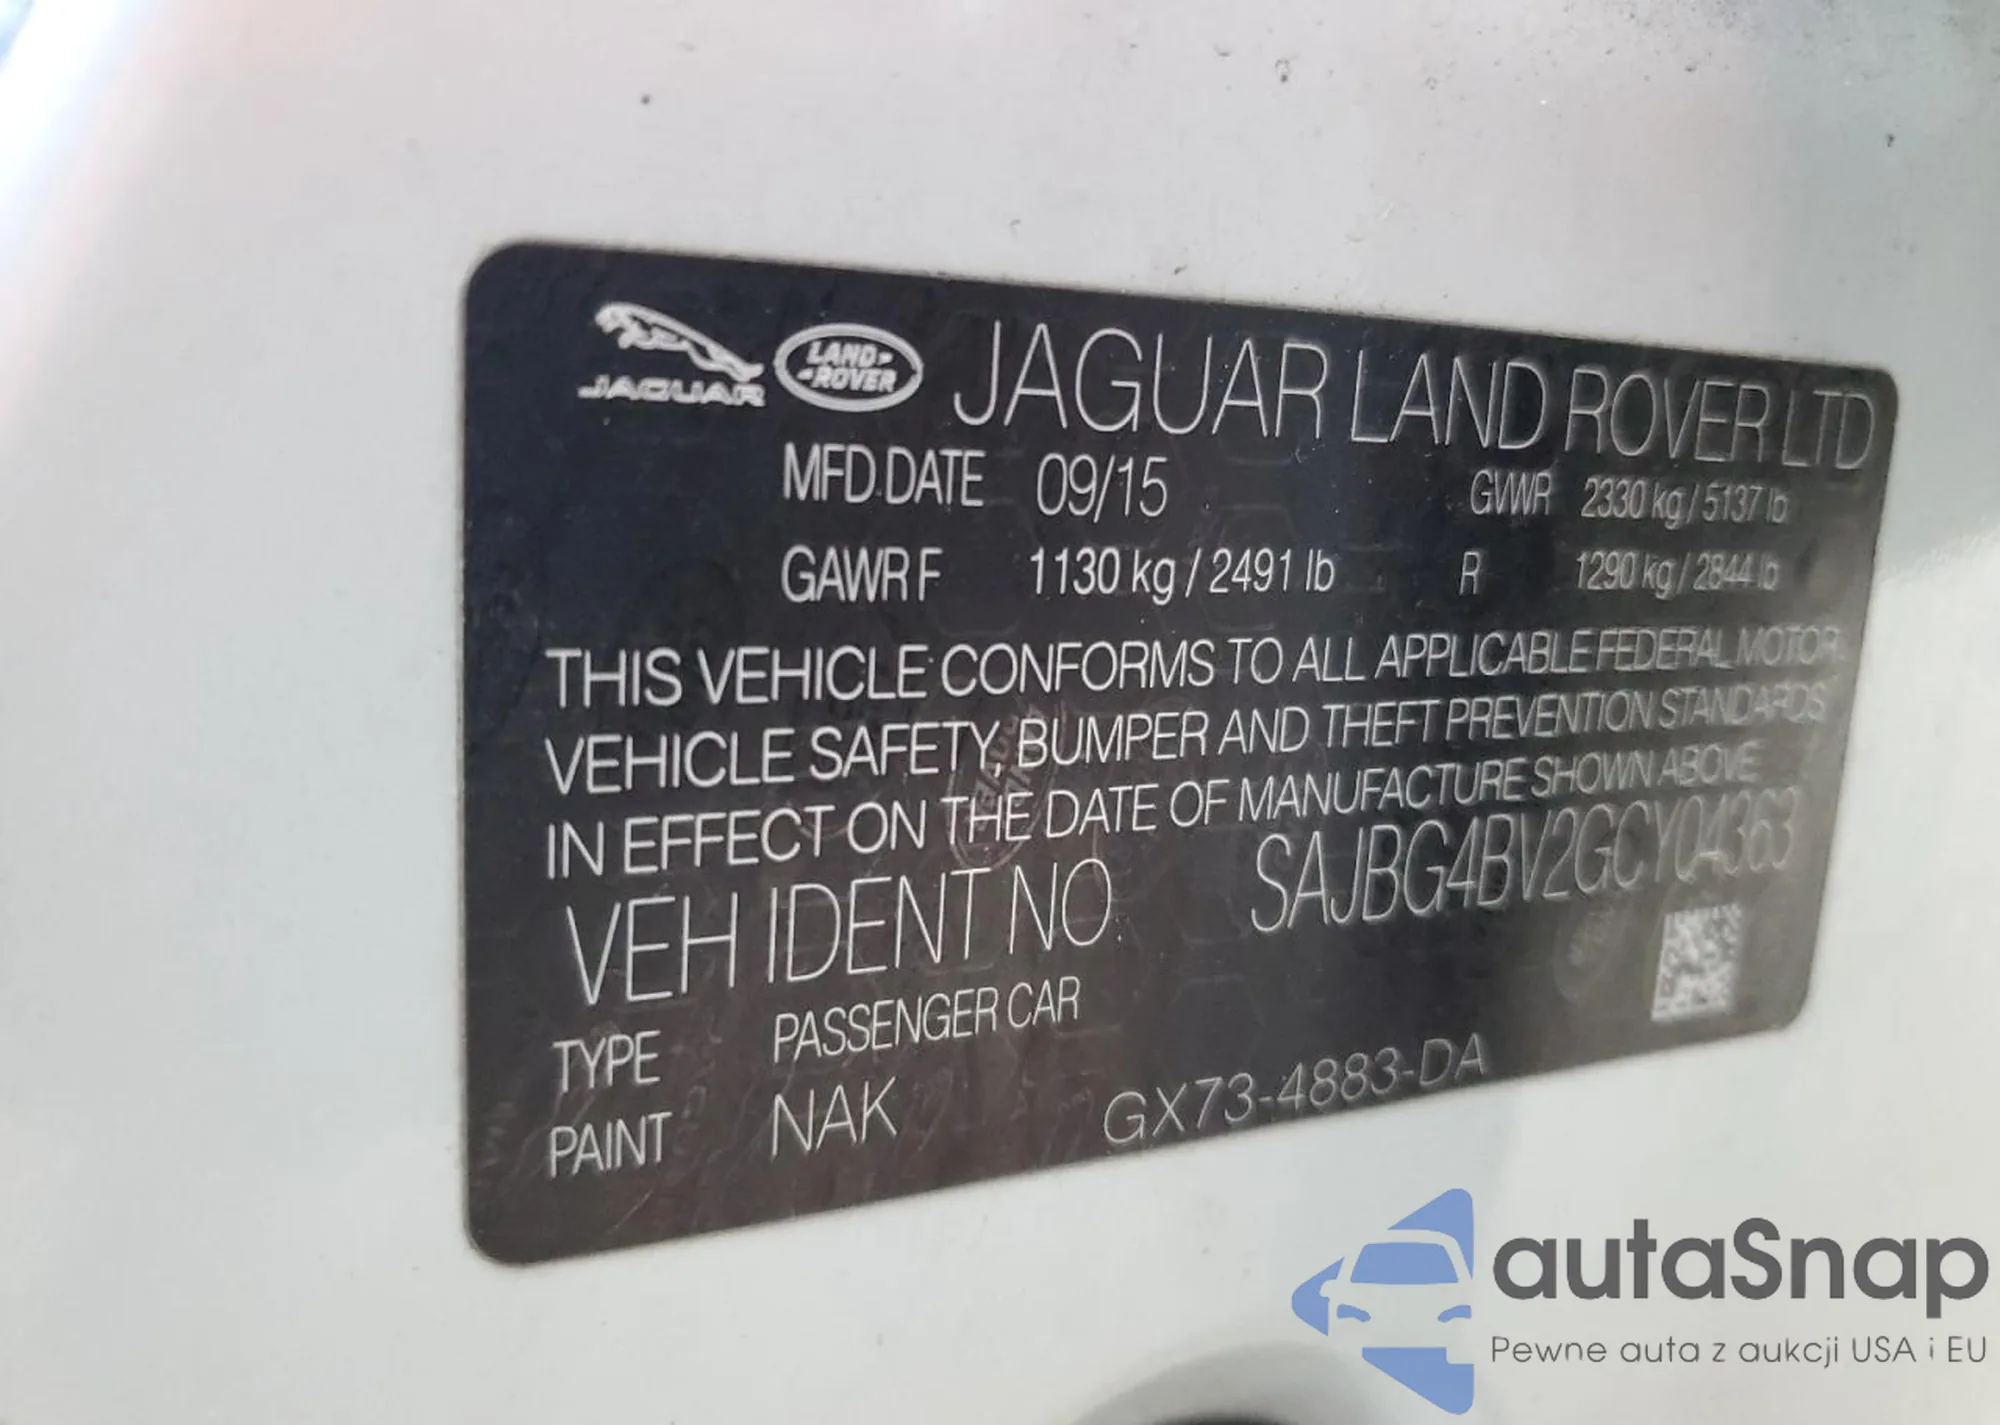 JAGUAR LAND-ROVER JAGUAR LAND ROVER LTD
MFD.DATE 09/15 GVWR 2330 kg / 5137 lb
GAWR F 1130 kg / 2491 lb R 1290 kg / 2844 lb
THIS VEHICLE CONFORMS TO ALL APPLICABLE FEDERAL MOTOR
VEHICLE SAFETY, BUMPER AND THEFT PREVENTION STANDARDS
IN EFFECT ON THE DATE OF MANUFACTURE SHOWN ABOVE
VEH IDENT NO. SAJBG4BV2GCY04363
TYPE PASSENGER CAR
PAINT NAK GX73-4883-DA
autaSnap
Pewne auta z aukcji USA i EU